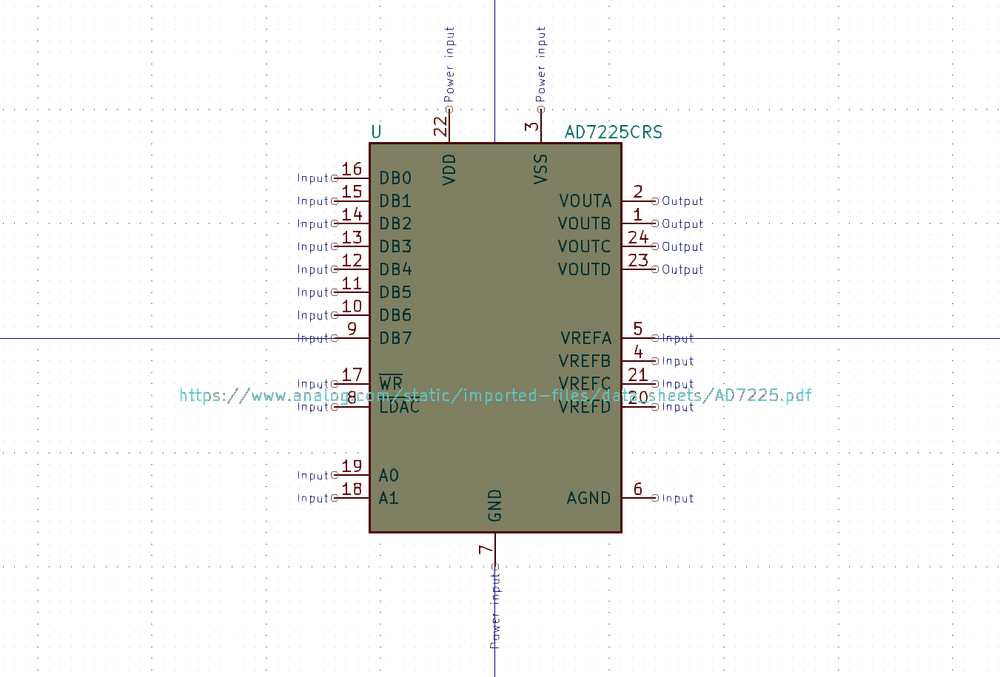 Power input Power input
22 3
U AD7225CRS
VDD VSS
Input 16 DB0
Input 15 DB1 VOUTA 2 Output
Input 14 DB2 VOUTB 1 Output
Input 13 DB3 VOUTC 24 Output
Input 12 DB4 VOUTD 23 Output
Input 11 DB5
Input 10 DB6
Input 9 DB7 VREFA 5 Input
VREFB 4 Input
Input 17 WR VREFC 21 Input
https://www.analog.com/static/imported-files/data_sheets/AD7225.pdf
Input 8 LDAC VREFD 20 Input
Input 19 A0
Input 18 A1 AGND 6 Input
GND
7
Power input